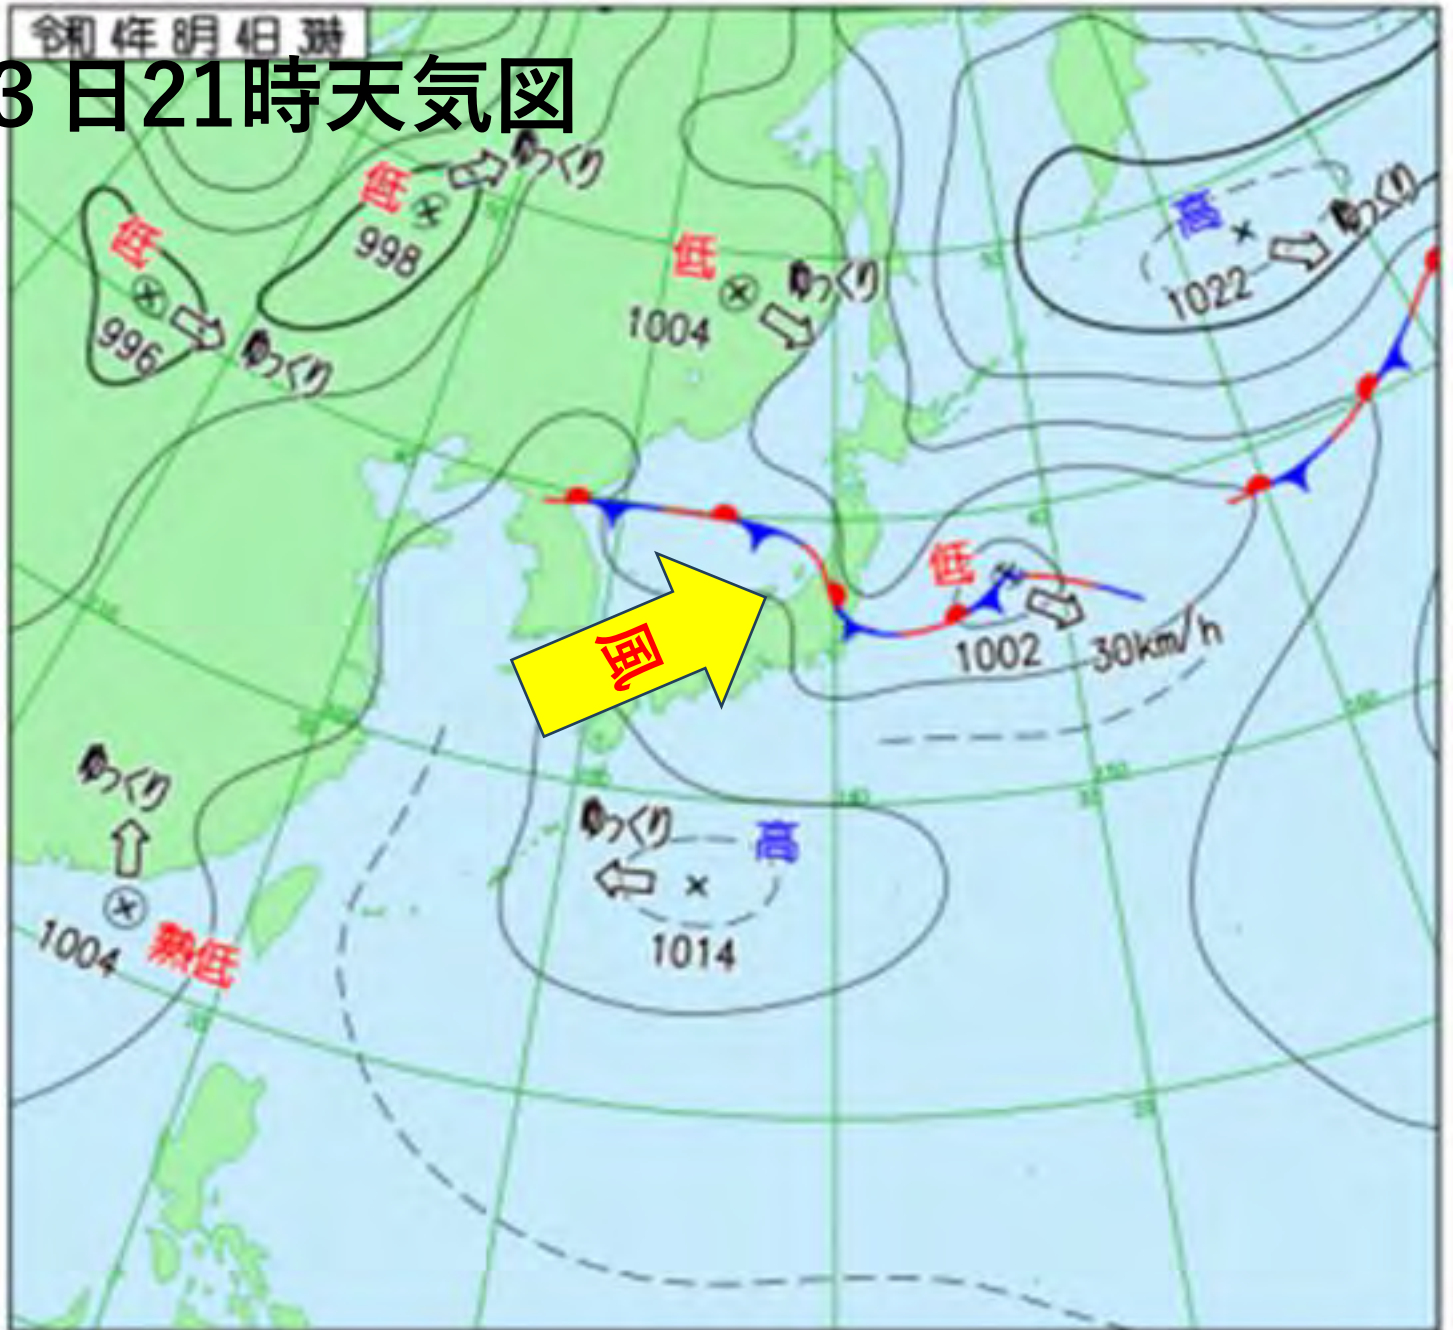 令和 4年 8月 4日 3時
3日21時天気図
低
ゆっくり
998
低
996
ゆっくり
低
1004
ゆっくり
高
1022
ゆっくり
低
1002
30km/h
風
ゆっくり
1004
熱低
ゆっくり
高
1014